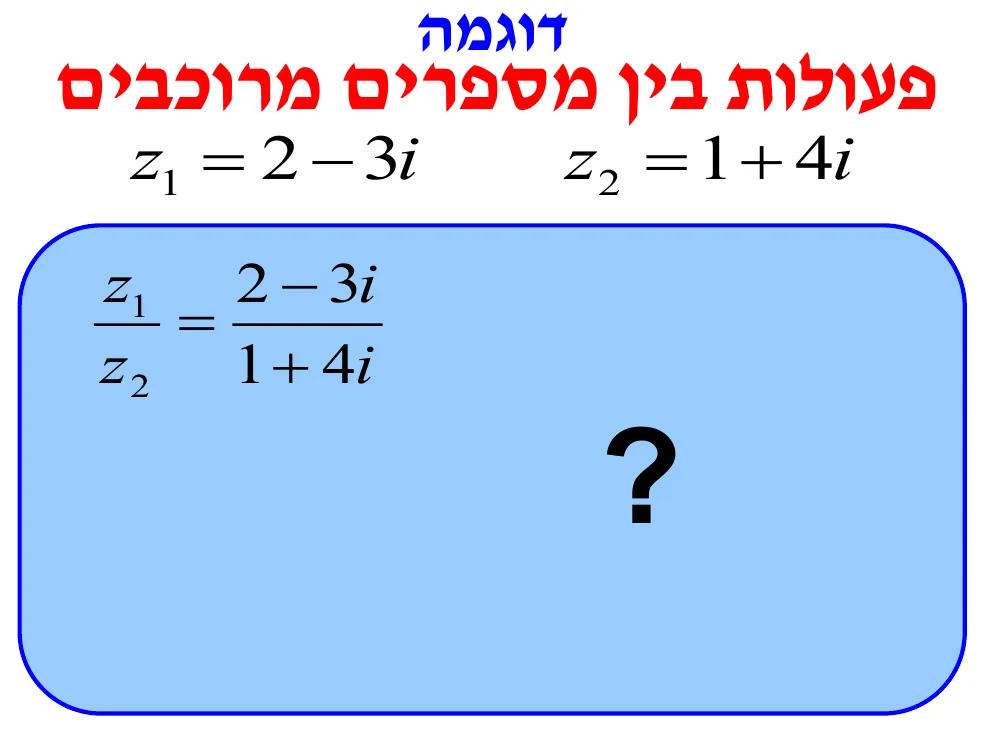 דוגמה
פעולות בין מספרים מרוכבים
z₁ = 2 − 3i z₂ = 1 + 4i
z₁/z₂ = (2 − 3i)/(1 + 4i)
?